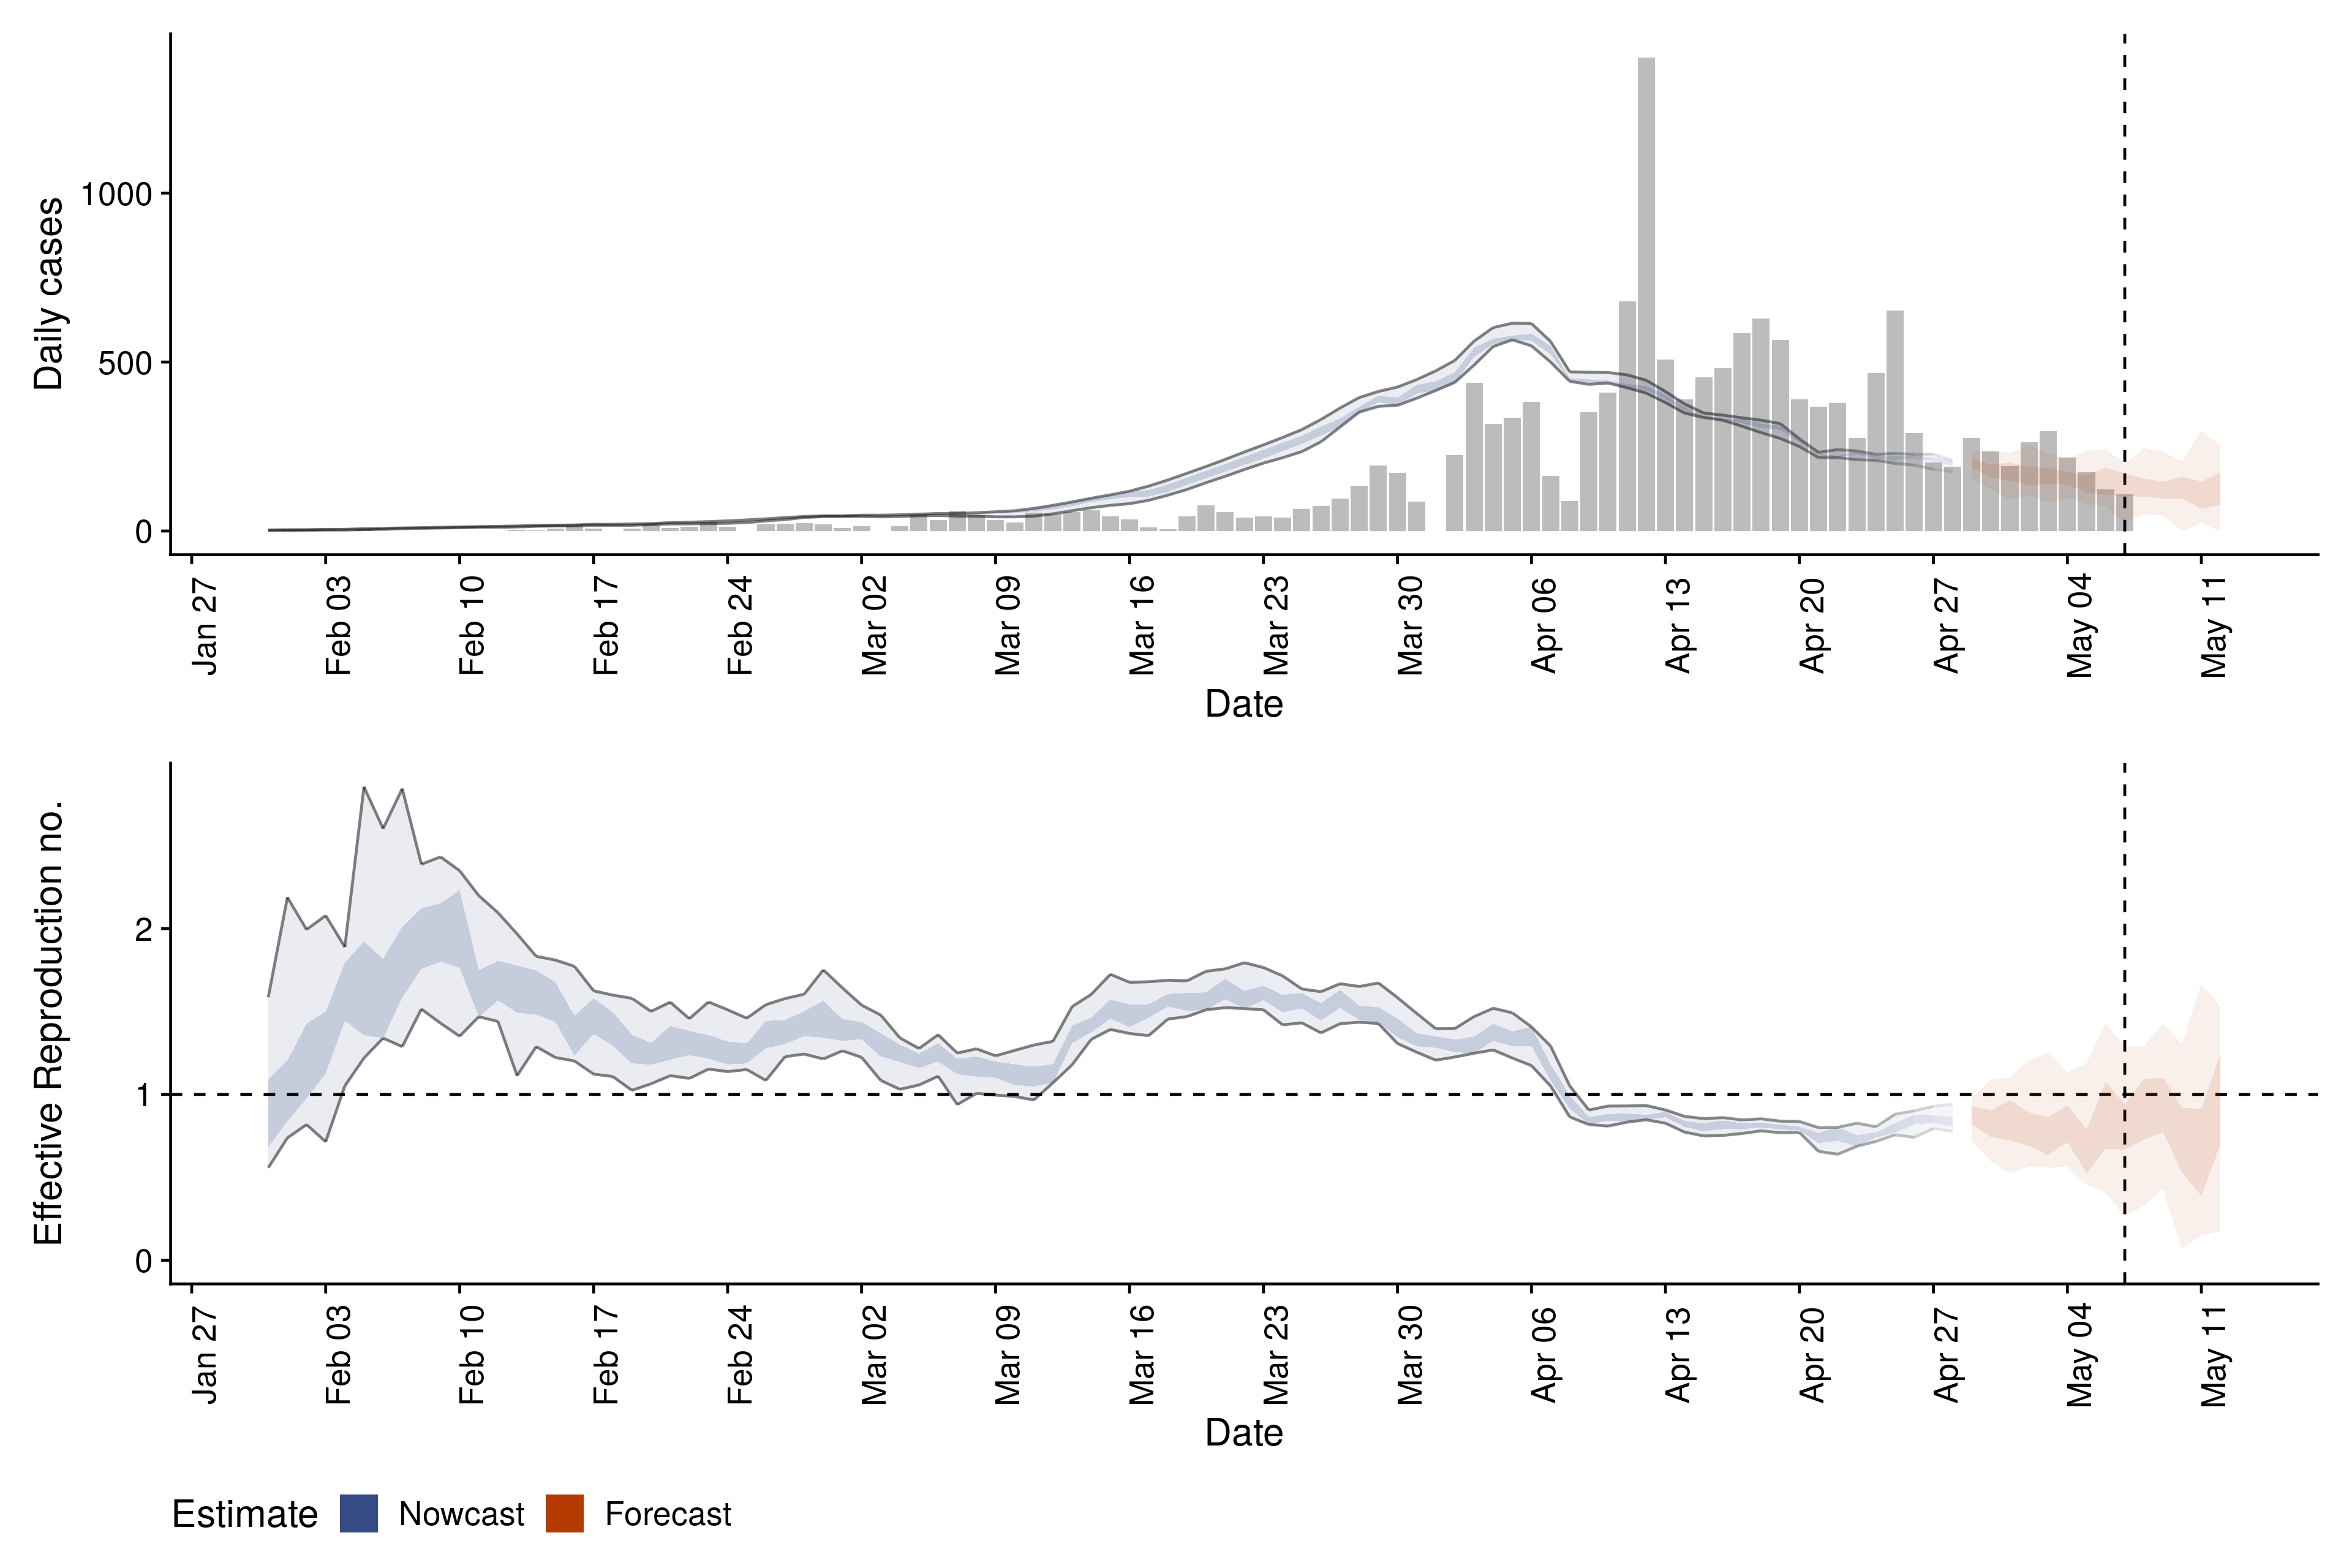 Daily cases
1000
500
0
Jan 27
Feb 03
Feb 10
Feb 17
Feb 24
Mar 02
Mar 09
Mar 16
Mar 23
Mar 30
Apr 06
Apr 13
Apr 20
Apr 27
May 04
May 11
Date
Effective Reproduction no.
2
1
0
Jan 27
Feb 03
Feb 10
Feb 17
Feb 24
Mar 02
Mar 09
Mar 16
Mar 23
Mar 30
Apr 06
Apr 13
Apr 20
Apr 27
May 04
May 11
Date
Estimate Nowcast Forecast